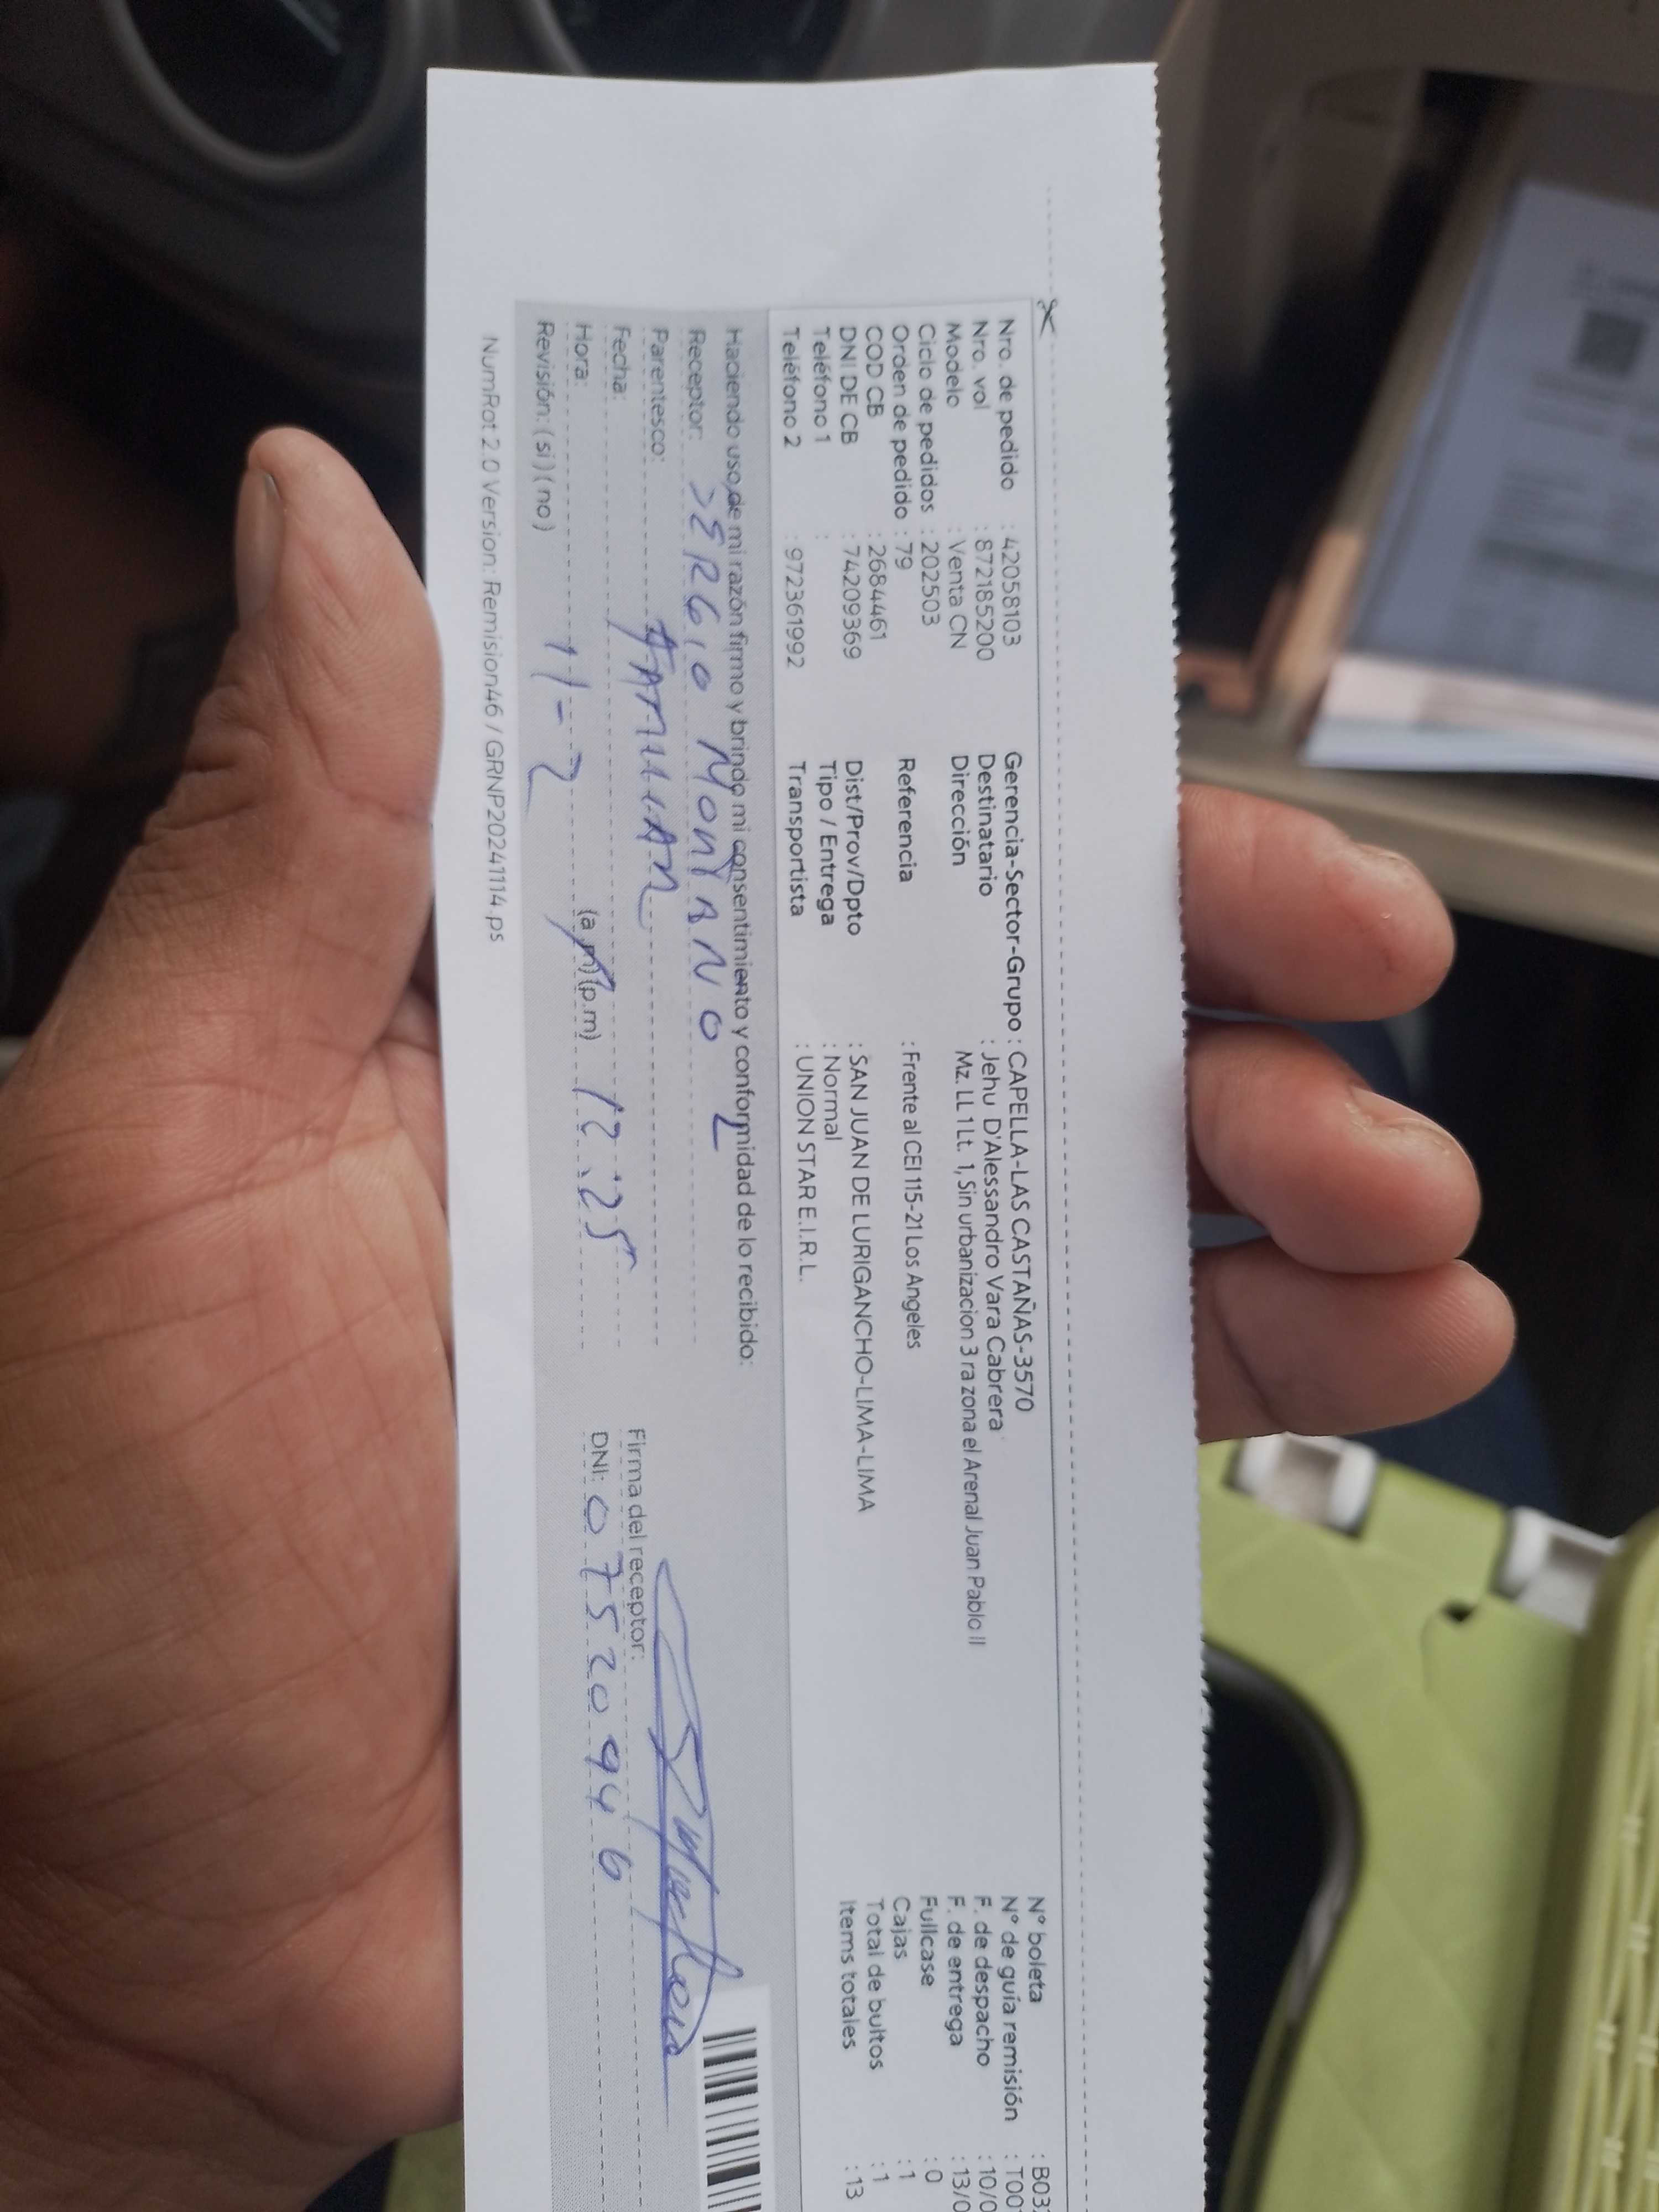 Nro. de pedido : 42058103 Gerencia-Sector-Grupo : CAPELLA-LAS CASTAÑAS-3570 N° boleta : B03
Nro. vol : 872185200 Destinatario : Jehu D'Alessandro Vara Cabrera N° de guía remisión : T00
Modelo : Venta CN Dirección Mz. LL 1 Lt. 1, Sin urbanizacion 3 ra zona el Arenal Juan Pablo II F. de despacho : 10/0
Ciclo de pedidos : 202503 F. de entrega : 13/0
Orden de pedido : 79 Referencia : Frente al CEI 115-21 Los Angeles Fullcase : 0
COD CB : 2684461 Cajas : 1
DNI DE CB : 74209369 Dist/Prov/Dpto : SAN JUAN DE LURIGANCHO-LIMA-LIMA Total de bultos : 1
Teléfono 1 : Tipo / Entrega : Normal Items totales : 13
Teléfono 2 : 972361992 Transportista : UNION STAR E.I.R.L.
Haciendo uso de mi razón firmo y brindo mi consentimiento y conformidad de lo recibido:
Receptor: SERGIO MONTANO
Parentesco: FAMILIAR
Firma del receptor:
Fecha: 11-2
Hora: (a.m)(p.m) 12:25 DNI: 07520946
Revisión: (si)(no)
NumRot 2.0 Version: Remision46 / GRNP20241114.ps